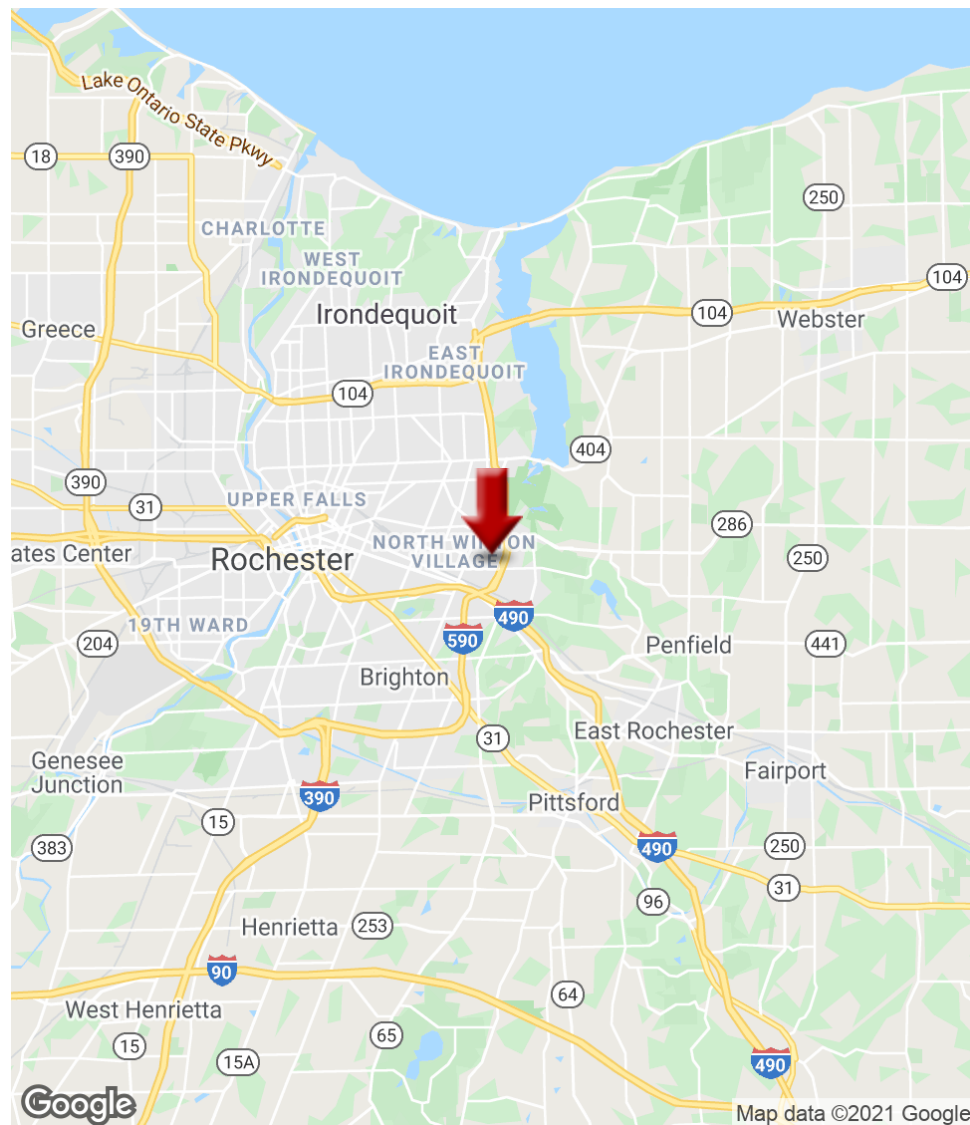 Lake Ontario State Pkwy
18
390
250
CHARLOTTE
WEST
IRONDEQUOIT
104
Irondequoit
104
Webster
Greece
EAST
IRONDEQUOIT
104
404
390
31
UPPER FALLS
286
ates Center
Rochester
NORTH WINTON
VILLAGE
250
490
19TH WARD
204
590
Penfield
441
Brighton
31
East Rochester
Genesee
Junction
Fairport
390
Pittsford
15
383
490
250
31
96
Henrietta
253
90
64
West Henrietta
15
65
15A
490
Google
Map data ©2021 Google